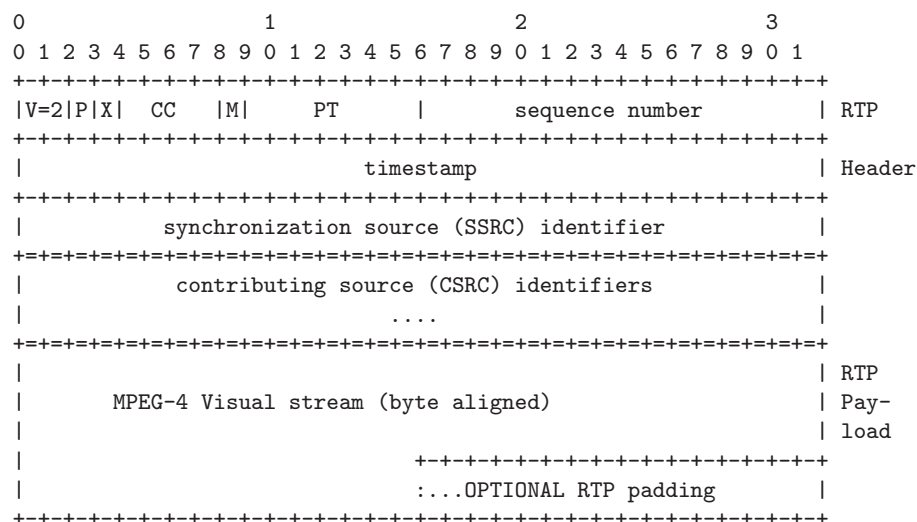 0                   1                   2                   3
0 1 2 3 4 5 6 7 8 9 0 1 2 3 4 5 6 7 8 9 0 1 2 3 4 5 6 7 8 9 0 1
+-+-+-+-+-+-+-+-+-+-+-+-+-+-+-+-+-+-+-+-+-+-+-+-+-+-+-+-+-+-+-+-+
|V=2|P|X|  CC   |M|     PT      |       sequence number         | RTP
+-+-+-+-+-+-+-+-+-+-+-+-+-+-+-+-+-+-+-+-+-+-+-+-+-+-+-+-+-+-+-+-+
|                           timestamp                           | Header
+-+-+-+-+-+-+-+-+-+-+-+-+-+-+-+-+-+-+-+-+-+-+-+-+-+-+-+-+-+-+-+-+
|           synchronization source (SSRC) identifier            |
+=+=+=+=+=+=+=+=+=+=+=+=+=+=+=+=+=+=+=+=+=+=+=+=+=+=+=+=+=+=+=+=+
|            contributing source (CSRC) identifiers             |
|                             ....                              |
+=+=+=+=+=+=+=+=+=+=+=+=+=+=+=+=+=+=+=+=+=+=+=+=+=+=+=+=+=+=+=+=+
|                                                               | RTP
|       MPEG-4 Visual stream (byte aligned)                     | Pay-
|                                                               | load
|                               +-+-+-+-+-+-+-+-+-+-+-+-+-+-+-+-+
|                               :...OPTIONAL RTP padding        |
+-+-+-+-+-+-+-+-+-+-+-+-+-+-+-+-+-+-+-+-+-+-+-+-+-+-+-+-+-+-+-+-+